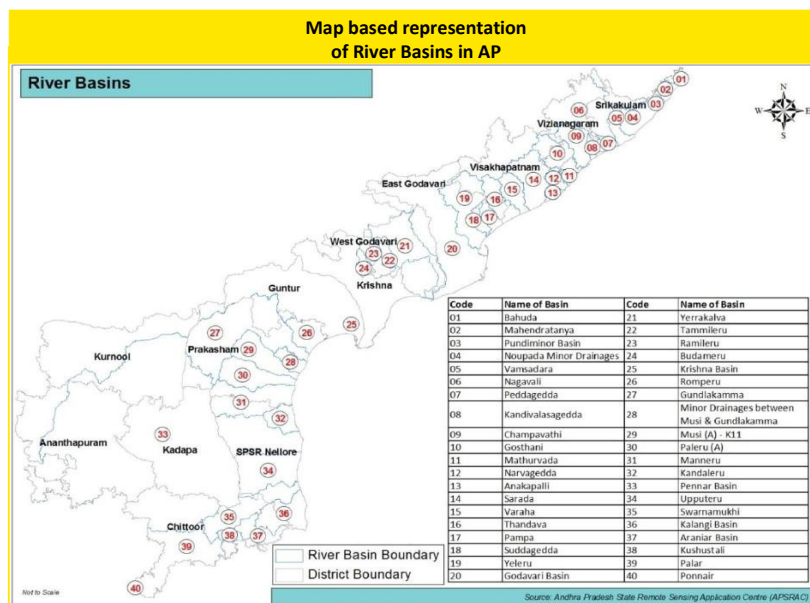 Map based representation
of River Basins in AP
River Basins
N
W
E
S
01
02
Srikakulam
03
06
05
04
Vizianagaram
09
08
07
10
Visakhapatnam
14
12
11
13
East Godavari
15
19
16
18
17
West Godavari
21
20
23
22
24
Krishna
Guntur
25
27
26
Prakasham
29
28
Kurnool
30
31
32
33
Ananthapuram
Kadapa
SPSR Nellore
34
35
36
Chittoor
38
37
39
40
River Basin Boundary
District Boundary
Not to Scale
Code Name of Basin Code Name of Basin
01 Bahuda 21 Yerrakalva
02 Mahendratanya 22 Tammileru
03 Pundiminor Basin 23 Ramileru
04 Noupada Minor Drainages 24 Budameru
05 Vamsadara 25 Krishna Basin
06 Nagavali 26 Romperu
07 Peddagedda 27 Gundlakamma
08 Kandivalasagedda 28 Minor Drainages between
Musi & Gundlakamma
09 Champavathi 29 Musi (A) - K11
10 Gosthani 30 Paleru (A)
11 Mathurvada 31 Manneru
12 Narvagedda 32 Kandaleru
13 Anakapalli 33 Pennar Basin
14 Sarada 34 Upputeru
15 Varaha 35 Swarnamukhi
16 Thandava 36 Kalangi Basin
17 Pampa 37 Araniar Basin
18 Suddagedda 38 Kushustali
19 Yeleru 39 Palar
20 Godavari Basin 40 Ponnair
Source: Andhra Pradesh State Remote Sensing Application Centre (APSRAC)